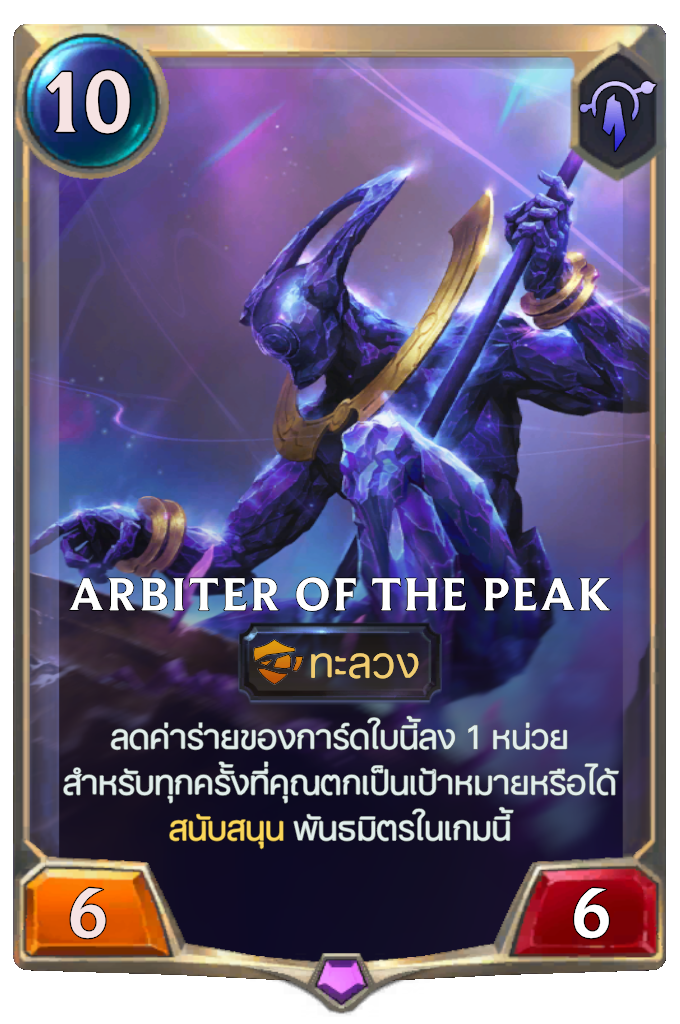 10
ARBITER OF THE PEAK
ทะลวง
ลดค่าร่ายของการ์ดใบนี้ลง 1 หน่วย
สำหรับทุกครั้งที่คุณตกเป็นเป้าหมายหรือได้
สนับสนุน พันธมิตรในเกมนี้
6
6